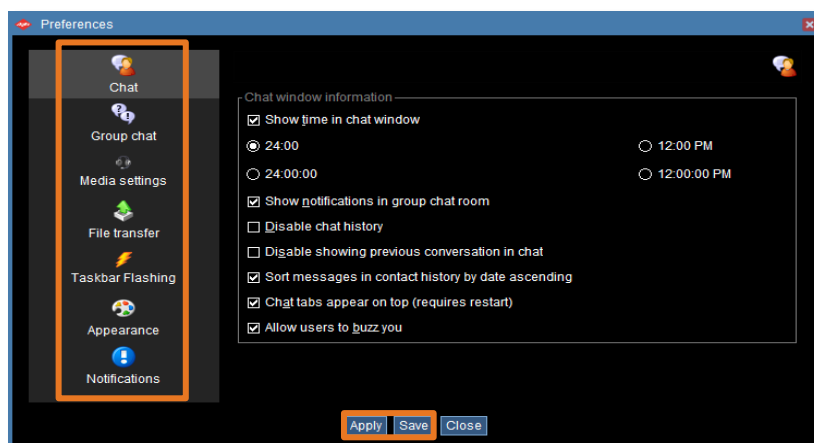 Preferences
Chat
Group chat
Media settings
File transfer
Taskbar Flashing
Appearance
Notifications
Chat window information
Show time in chat window
24:00 12:00 PM
24:00:00 12:00:00 PM
Show notifications in group chat room
Disable chat history
Disable showing previous conversation in chat
Sort messages in contact history by date ascending
Chat tabs appear on top (requires restart)
Allow users to buzz you
Apply Save Close